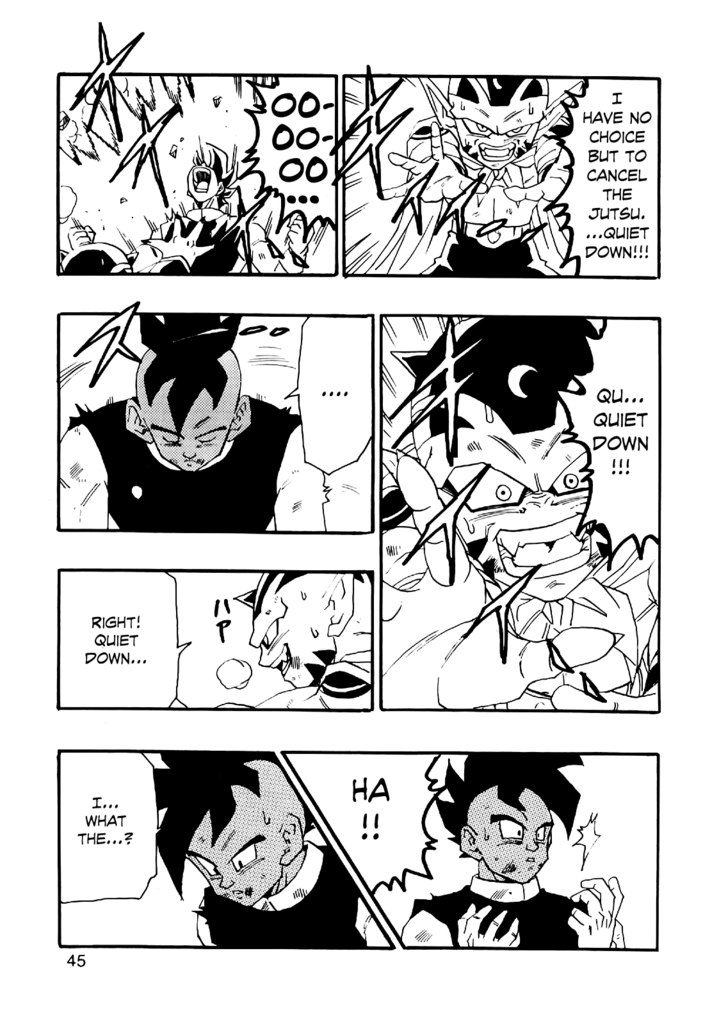 I
HAVE NO
CHOICE
BUT TO
CANCEL
THE
JUTSU.
...QUIET
DOWN!!!
OO-
OO-
OO
...
QU...
QUIET
DOWN
!!!
....
ハア
RIGHT!
QUIET
DOWN...
HA
!!
I...
WHAT
THE...?
45